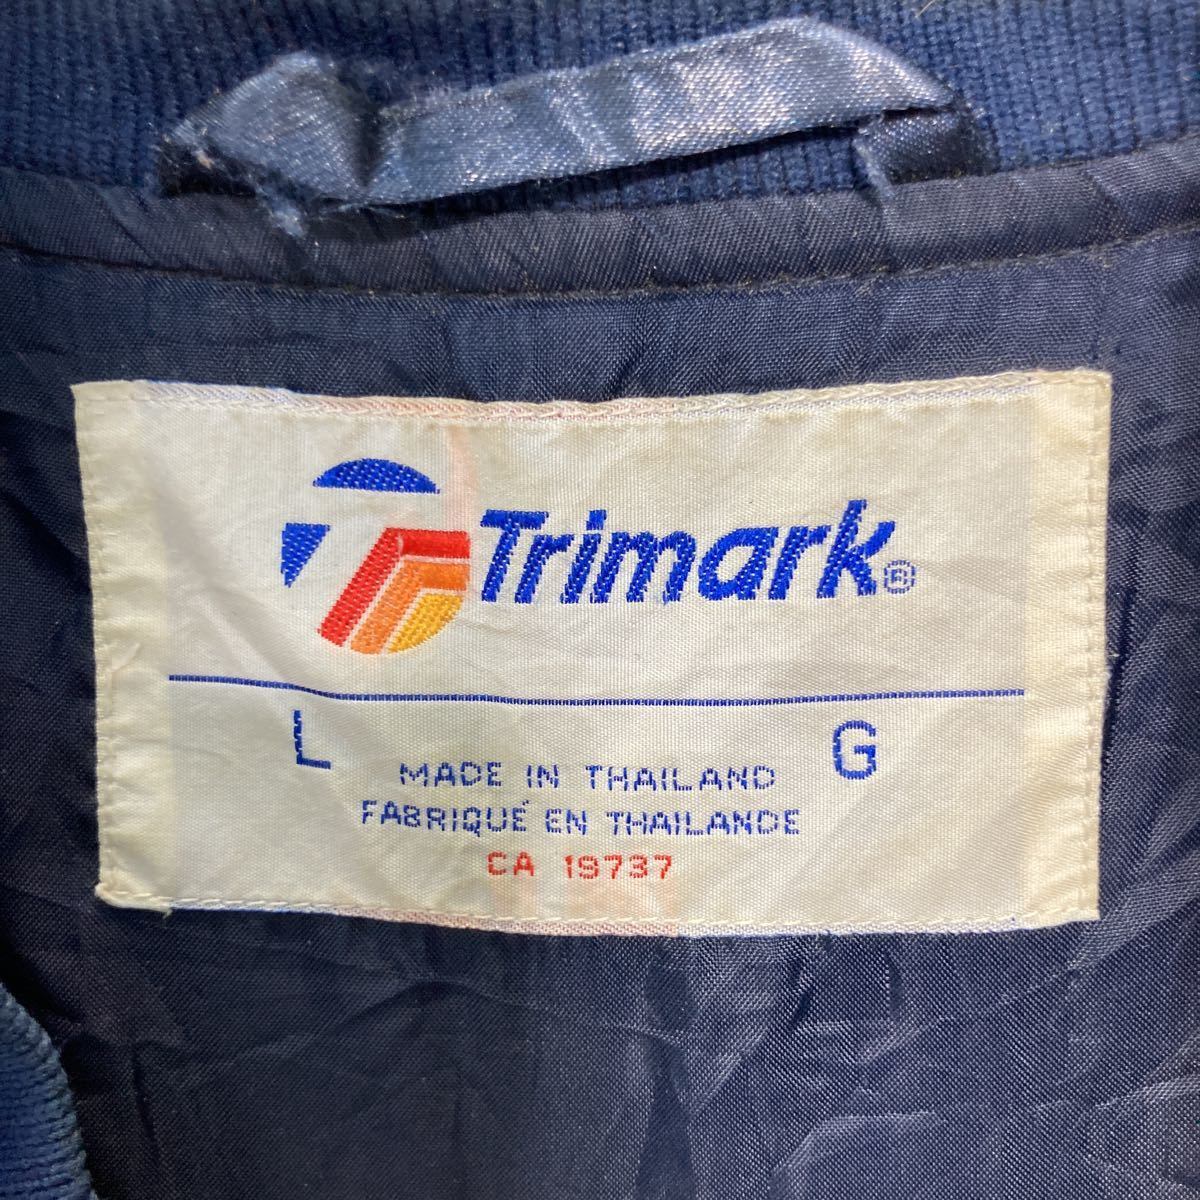 Trimark®
L G
MADE IN THAILAND
FABRIQUÉ EN THAILANDE
CA 19737